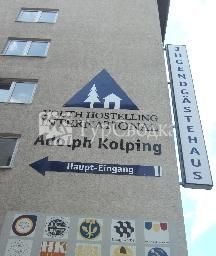 YOUTH HOSTELLING
INTERNATIONAL
Adolph Kolping
Haupt-Eingang
JUGENDGÄSTEHAUS